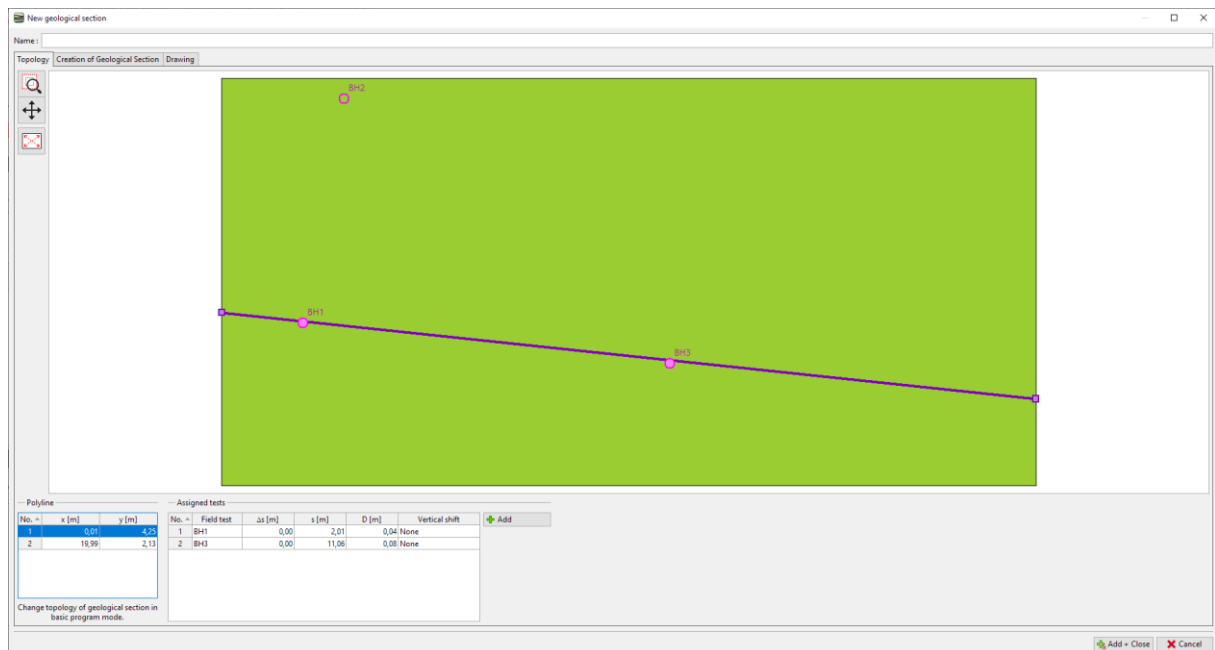 New geological section
Name :
Topology Creation of Geological Section Drawing
BH2
BH1
BH3
Polyline
No. x [m] y [m]
1 0,01 4,25
2 19,99 2,13
Change topology of geological section in
basic program mode.
Assigned tests
No. Field test Δs [m] s [m] D [m] Vertical shift
1 BH1 0,00 2,01 0,04 None
2 BH3 0,00 11,06 0,08 None
Add
Add + Close Cancel